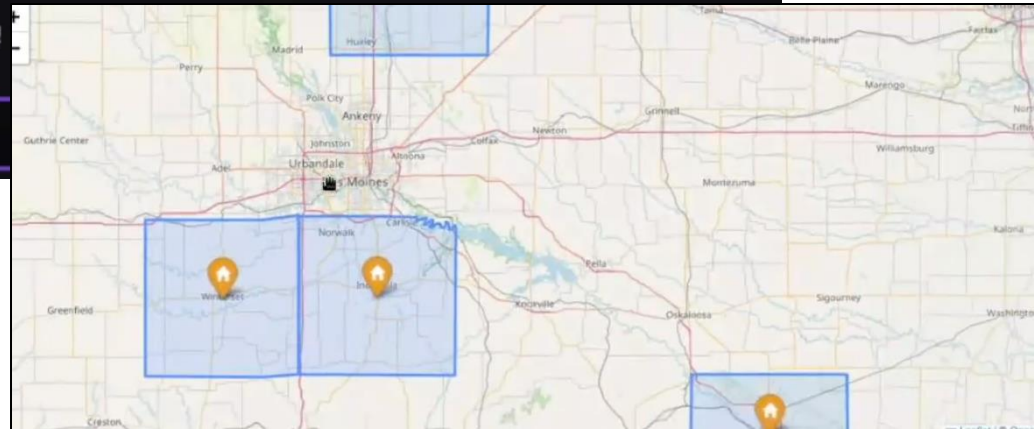 +
−
Tama
Huxley
Madrid
Belle Plaine
Fairfax
Perry
Marengo
Polk City
Ankeny
Grinnell
Newton
Guthrie Center
Johnston
Colfax
Williamsburg
Urbandale
Altoona
Adel
Montezuma
Carlisle
Norwalk
Kalona
Pella
Sigourney
Knoxville
Greenfield
Oskaloosa
Creston